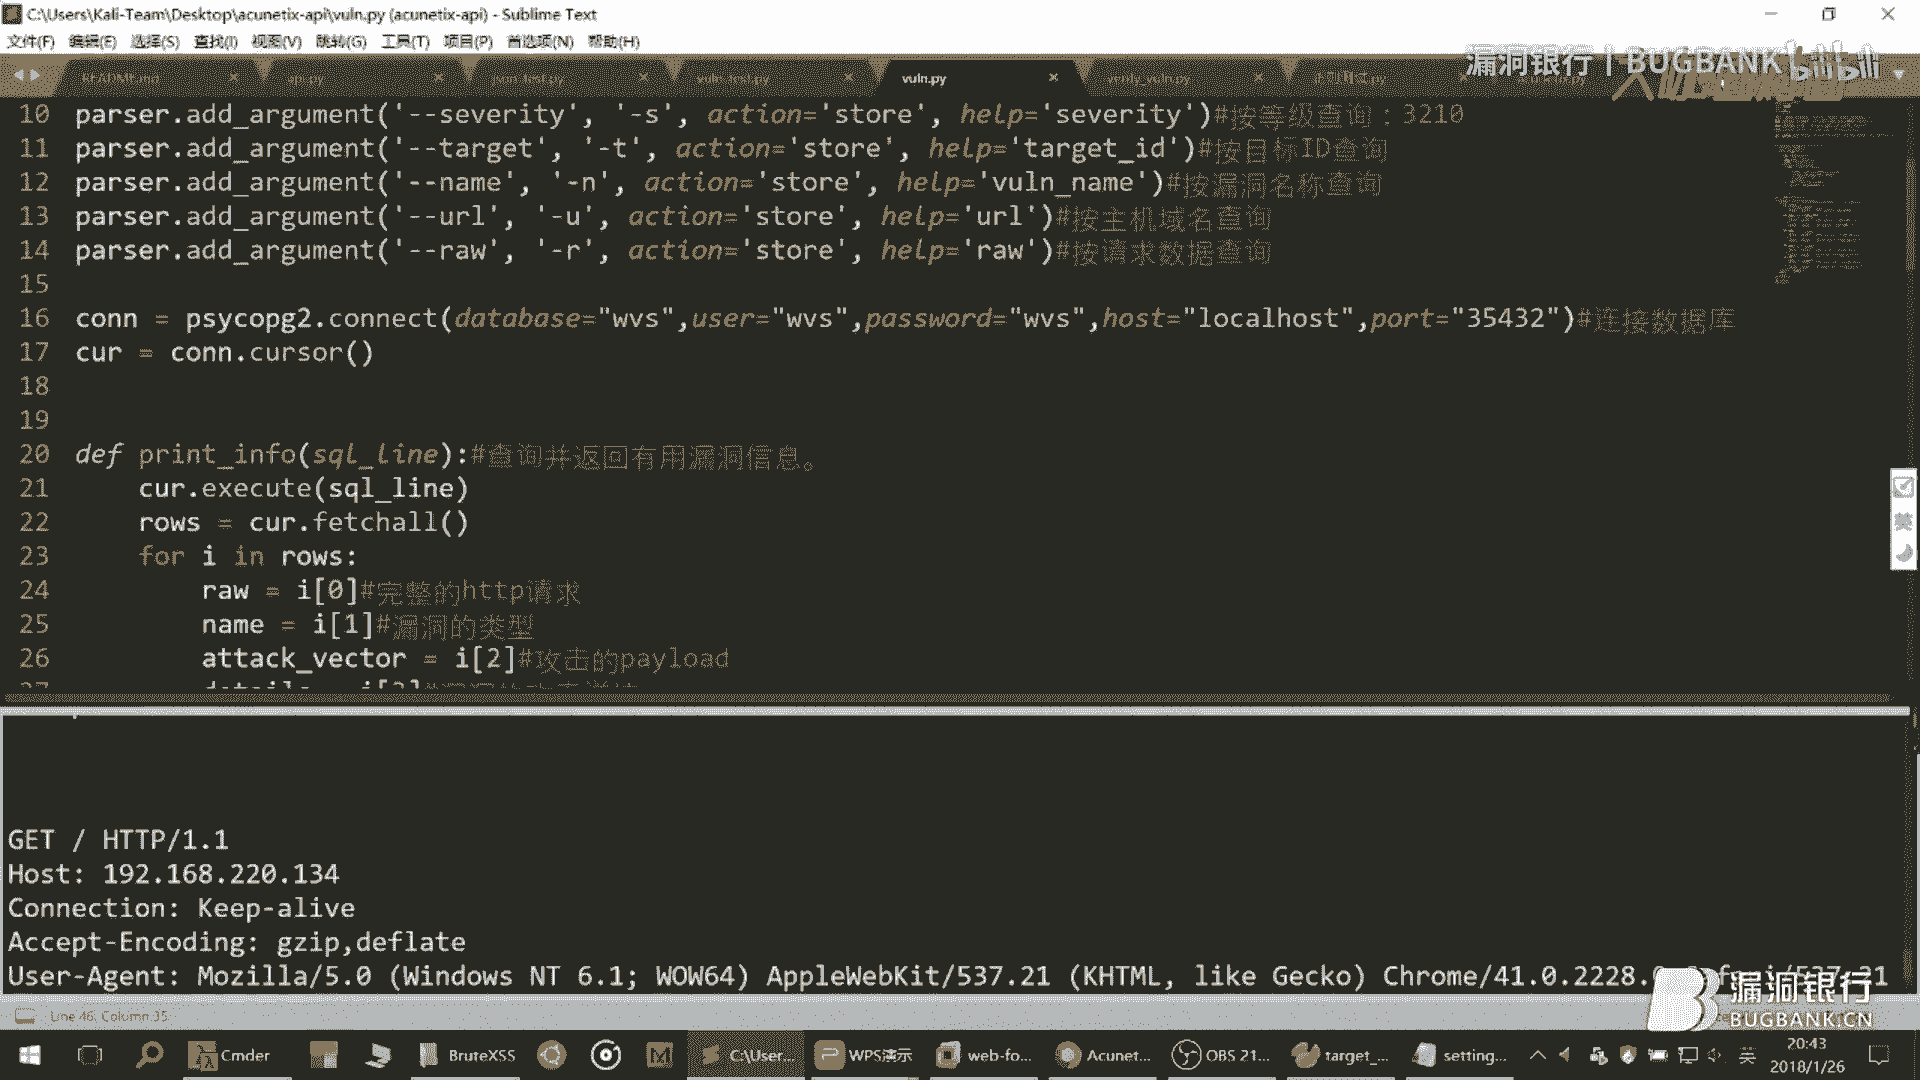 C:\Users\Kali-Team\Desktop\acunetix-api\vuln.py (acunetix-api) - Sublime Text
文件(F) 编辑(E) 选择(S) 查找(I) 视图(V) 跳转(G) 工具(T) 项目(P) 首选项(N) 帮助(H)
漏洞银行 | BUGBANK bilibili
README.md api.py json_test.py vuln_test.py vuln.py
10 parser.add_argument('--severity', '-s', action='store', help='severity')#按等级查询：3210
11 parser.add_argument('--target', '-t', action='store', help='target_id')#按目标ID查询
12 parser.add_argument('--name', '-n', action='store', help='vuln_name')#按漏洞名称查询
13 parser.add_argument('--url', '-u', action='store', help='url')#按主机域名查询
14 parser.add_argument('--raw', '-r', action='store', help='raw')#按请求数据查询
15
16 conn = psycopg2.connect(database="wvs",user="wvs",password="wvs",host="localhost",port="35432")#连接数据库
17 cur = conn.cursor()
18
19
20 def print_info(sql_line):#查询并返回有用漏洞信息。
21 cur.execute(sql_line)
22 rows = cur.fetchall()
23 for i in rows:
24 raw = i[0]#完整的http请求
25 name = i[1]#漏洞的类型
26 attack_vector = i[2]#攻击的payload
GET / HTTP/1.1
Host: 192.168.220.134
Connection: Keep-alive
Accept-Encoding: gzip,deflate
User-Agent: Mozilla/5.0 (Windows NT 6.1; WOW64) AppleWebKit/537.21 (KHTML, like Gecko) Chrome/41.0.2228.
漏洞银行
BUGBANK.CN
Line 46, Column 35
Cmder BruteXSS C:\User... WPS演示 web-fo... Acunet... OBS 21... target_... setting... 英
20:43
2018/1/26